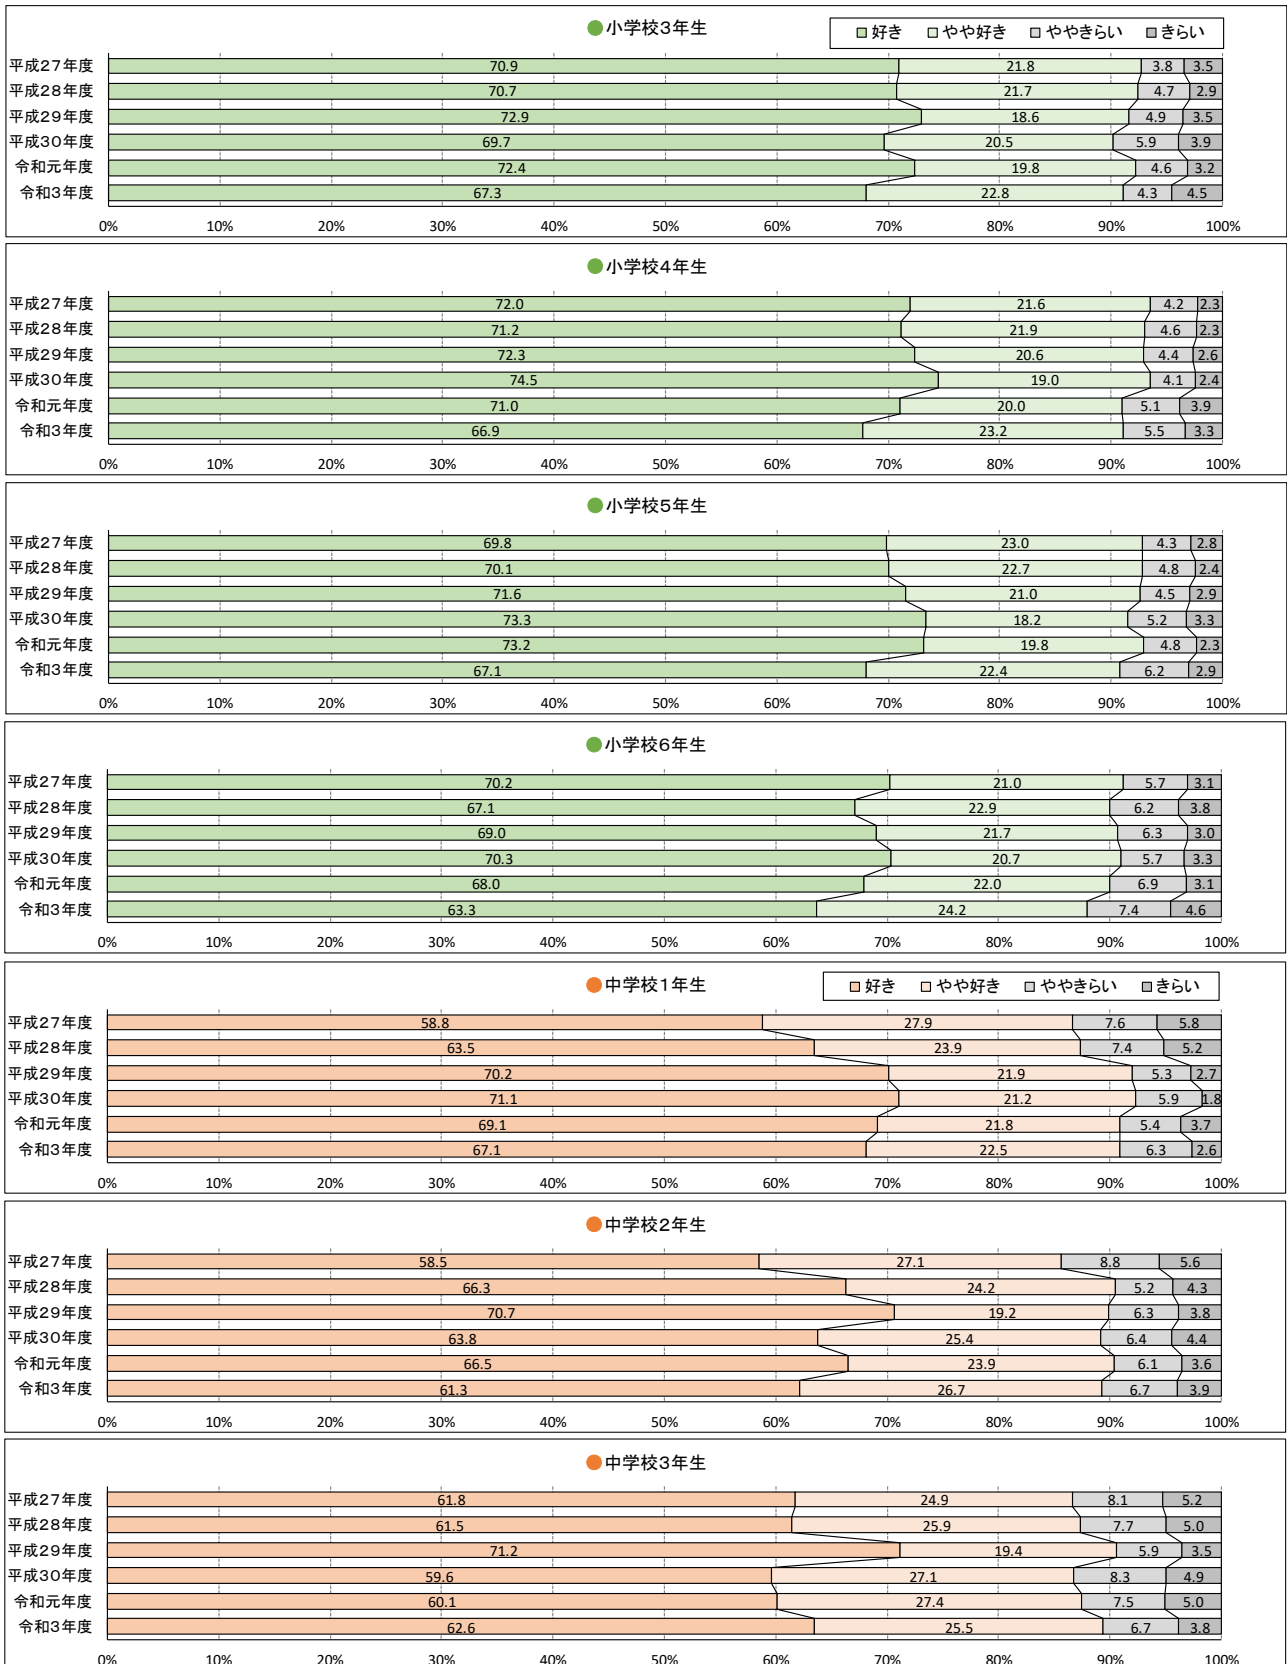 ●小学校3年生
好き やや好き ややきらい きらい
平成27年度 70.9 21.8 3.8 3.5
平成28年度 70.7 21.7 4.7 2.9
平成29年度 72.9 18.6 4.9 3.5
平成30年度 69.7 20.5 5.9 3.9
令和元年度 72.4 19.8 4.6 3.2
令和3年度 67.3 22.8 4.3 4.5
0% 10% 20% 30% 40% 50% 60% 70% 80% 90% 100%
●小学校4年生
平成27年度 72.0 21.6 4.2 2.3
平成28年度 71.2 21.9 4.6 2.3
平成29年度 72.3 20.6 4.4 2.6
平成30年度 74.5 19.0 4.1 2.4
令和元年度 71.0 20.0 5.1 3.9
令和3年度 66.9 23.2 5.5 3.3
0% 10% 20% 30% 40% 50% 60% 70% 80% 90% 100%
●小学校5年生
平成27年度 69.8 23.0 4.3 2.8
平成28年度 70.1 22.7 4.8 2.4
平成29年度 71.6 21.0 4.5 2.9
平成30年度 73.3 18.2 5.2 3.3
令和元年度 73.2 19.8 4.8 2.3
令和3年度 67.1 22.4 6.2 2.9
0% 10% 20% 30% 40% 50% 60% 70% 80% 90% 100%
●小学校6年生
平成27年度 70.2 21.0 5.7 3.1
平成28年度 67.1 22.9 6.2 3.8
平成29年度 69.0 21.7 6.3 3.0
平成30年度 70.3 20.7 5.7 3.3
令和元年度 68.0 22.0 6.9 3.1
令和3年度 63.3 24.2 7.4 4.6
0% 10% 20% 30% 40% 50% 60% 70% 80% 90% 100%
●中学校1年生
好き やや好き ややきらい きらい
平成27年度 58.8 27.9 7.6 5.8
平成28年度 63.5 23.9 7.4 5.2
平成29年度 70.2 21.9 5.3 2.7
平成30年度 71.1 21.2 5.9 1.8
令和元年度 69.1 21.8 5.4 3.7
令和3年度 67.1 22.5 6.3 2.6
0% 10% 20% 30% 40% 50% 60% 70% 80% 90% 100%
●中学校2年生
平成27年度 58.5 27.1 8.8 5.6
平成28年度 66.3 24.2 5.2 4.3
平成29年度 70.7 19.2 6.3 3.8
平成30年度 63.8 25.4 6.4 4.4
令和元年度 66.5 23.9 6.1 3.6
令和3年度 61.3 26.7 6.7 3.9
0% 10% 20% 30% 40% 50% 60% 70% 80% 90% 100%
●中学校3年生
平成27年度 61.8 24.9 8.1 5.2
平成28年度 61.5 25.9 7.7 5.0
平成29年度 71.2 19.4 5.9 3.5
平成30年度 59.6 27.1 8.3 4.9
令和元年度 60.1 27.4 7.5 5.0
令和3年度 62.6 25.5 6.7 3.8
0% 10% 20% 30% 40% 50% 60% 70% 80% 90% 100%